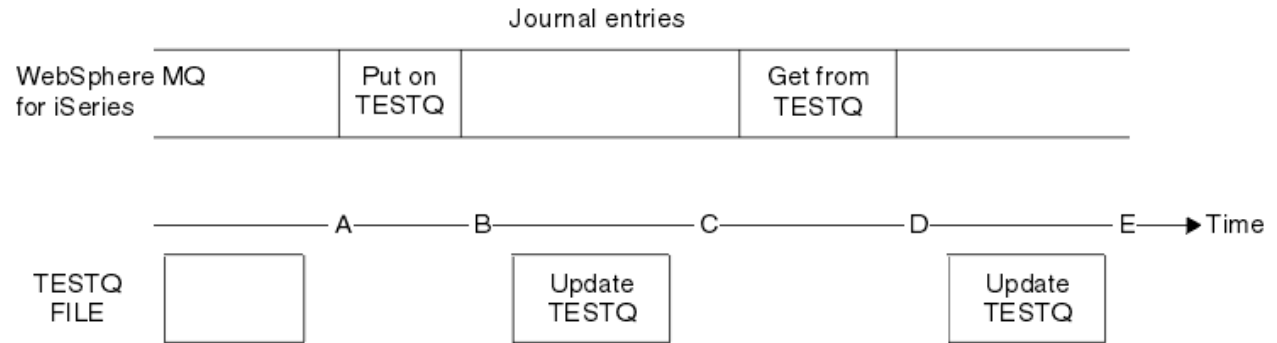 Journal entries
WebSphere MQ
for iSeries
Put on
TESTQ
Get from
TESTQ
A B C D E Time
TESTQ
FILE
Update
TESTQ
Update
TESTQ